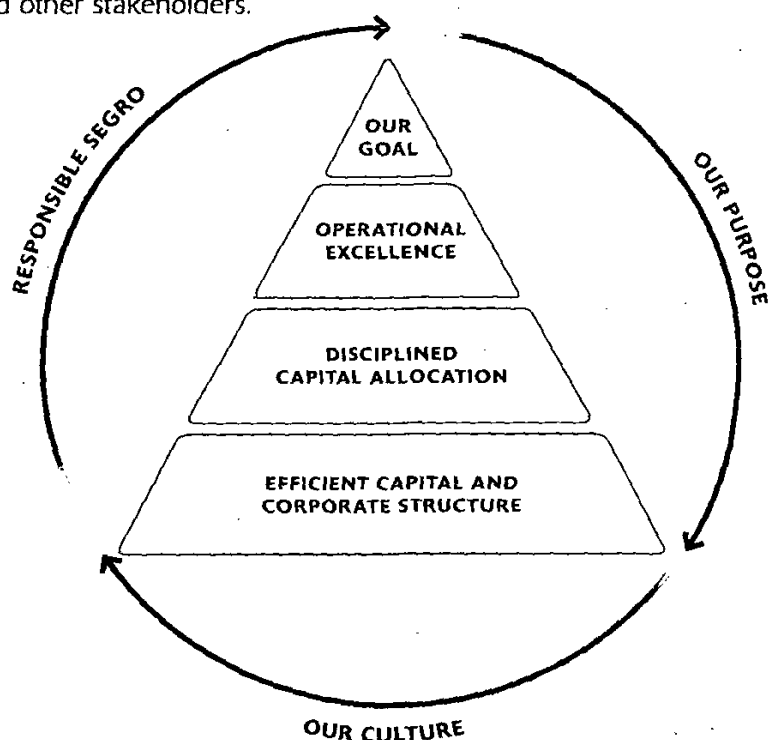 d other stakeholders.
RESPONSIBLE SEGRO
OUR PURPOSE
OUR
GOAL
OPERATIONAL
EXCELLENCE
DISCIPLINED
CAPITAL ALLOCATION
EFFICIENT CAPITAL AND
CORPORATE STRUCTURE
OUR CULTURE